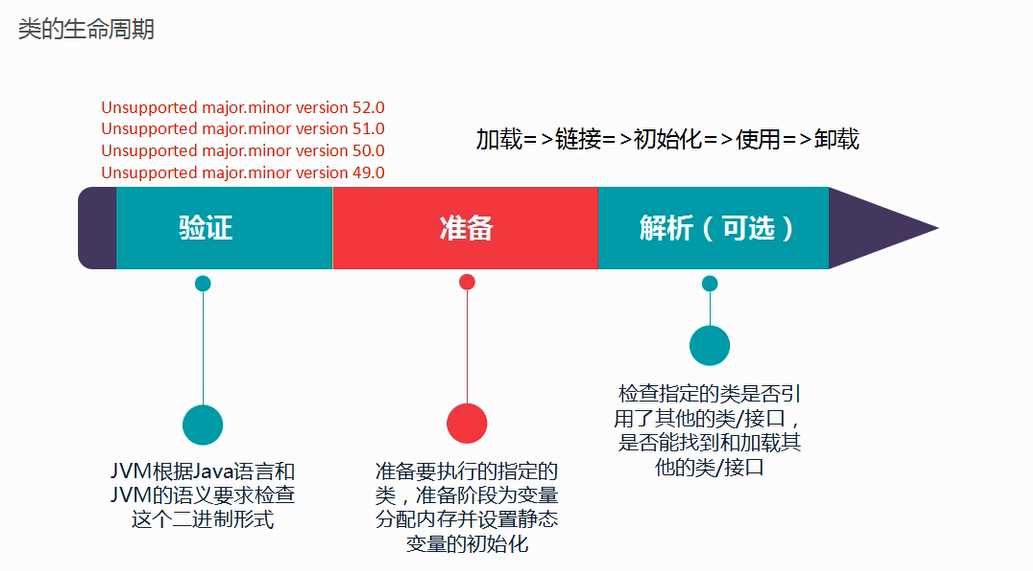 类的生命周期
Unsupported major.minor version 52.0
Unsupported major.minor version 51.0
Unsupported major.minor version 50.0
Unsupported major.minor version 49.0
加载=>链接=>初始化=>使用=>卸载
验证
准备
解析（可选）
JVM根据Java语言和
JVM的语义要求检查
这个二进制形式
准备要执行的指定的
类，准备阶段为变量
分配内存并设置静态
变量的初始化
检查指定的类是否引
用了其他的类/接口，
是否能找到和加载其
他的类/接口